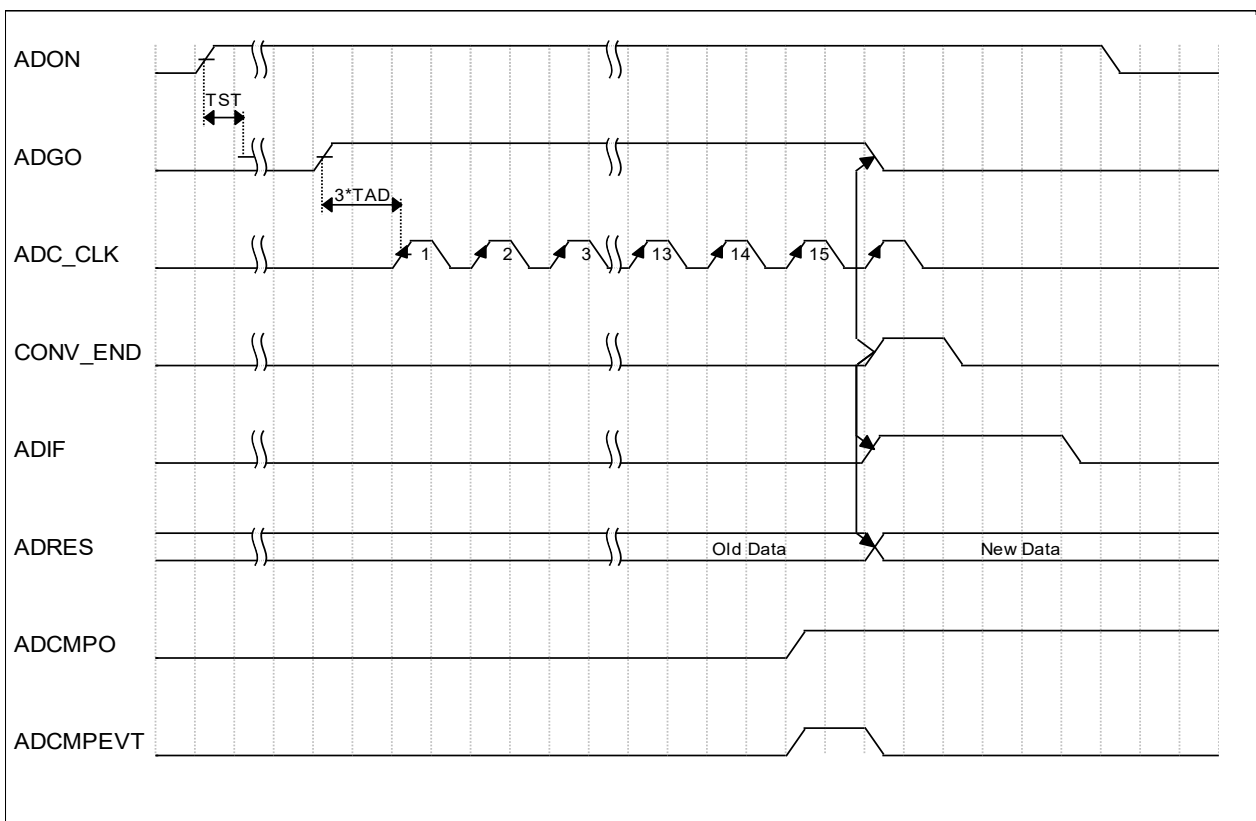 ADON
TST
ADGO
3*TAD
ADC_CLK 1 2 3 13 14 15
CONV_END
ADIF
ADRES Old Data New Data
ADCMPO
ADCMPEVT